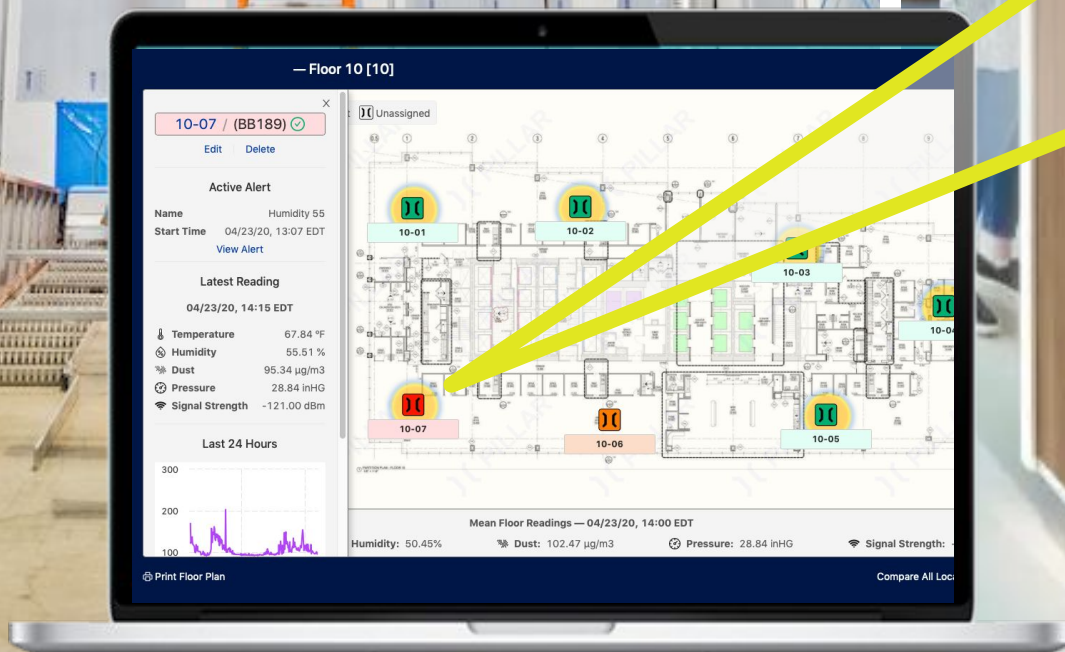 — Floor 10 [10]
X
10-07 / (BB189)
Edit Delete
Active Alert
Name Humidity 55
Start Time 04/23/20, 13:07 EDT
View Alert
Latest Reading
04/23/20, 14:15 EDT
Temperature 67.84 ºF
Humidity 55.51 %
Dust 95.34 µg/m3
Pressure 28.84 inHG
Signal Strength -121.00 dBm
Last 24 Hours
300
200
100
Unassigned
10-01
10-02
10-03
10-04
10-07
10-06
10-05
PILLAR
Mean Floor Readings — 04/23/20, 14:00 EDT
Humidity: 50.45% Dust: 102.47 µg/m3 Pressure: 28.84 inHG Signal Strength: -
Print Floor Plan
Compare All Loca